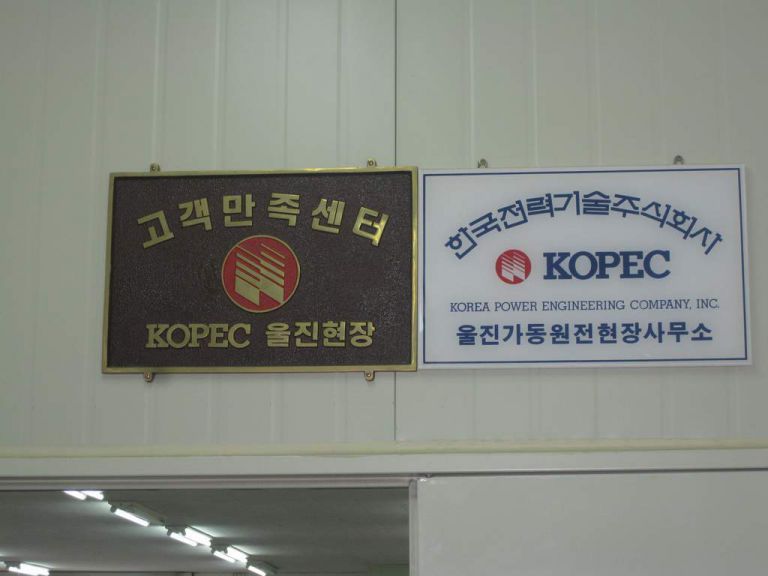 고객만족센터
KOPEC 울진현장
한국전력기술주식회사
KOPEC
KOREA POWER ENGINEERING COMPANY, INC.
울진가동원전현장사무소